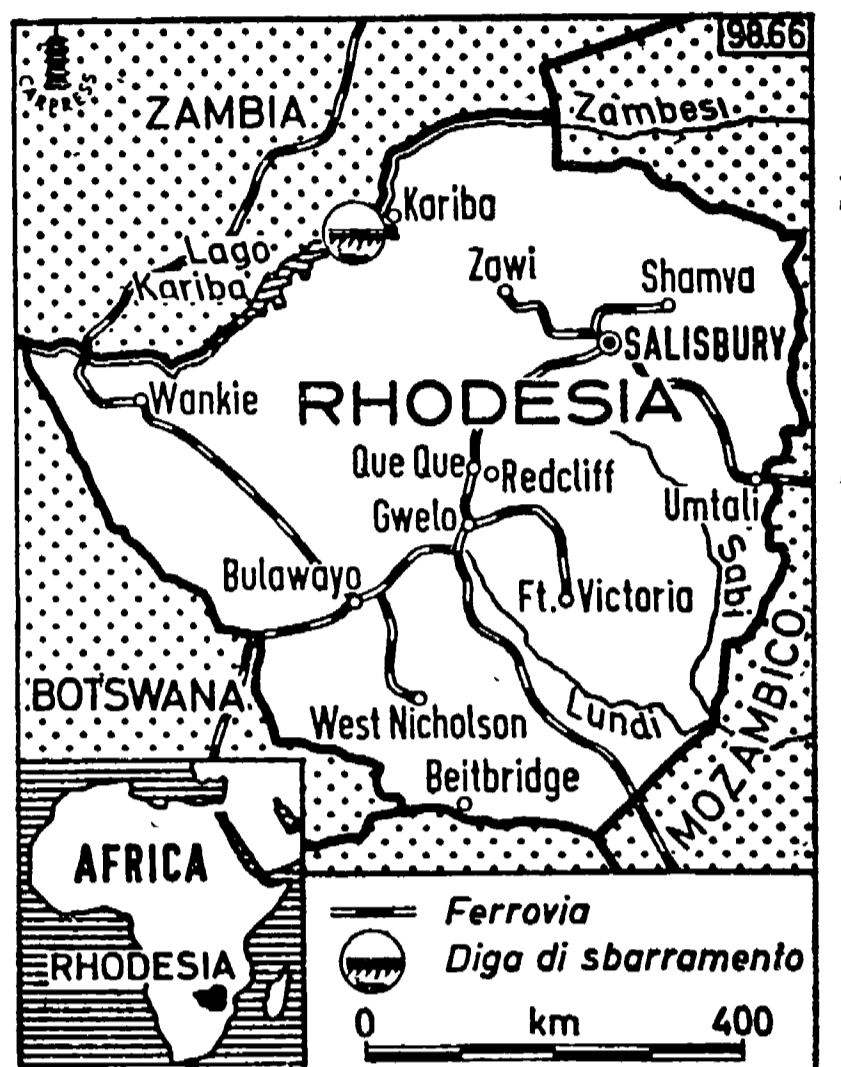 98.66
CARPRESS
ZAMBIA
Zambesi
Kariba
Lago
Kariba
Zawi
Shamva
SALISBURY
RHODESIA
Wankie
Que Que
Redcliff
Gwelo
Umtali
Bulawayo
Ft. Victoria
Sabi
BOTSWANA
West Nicholson
Lundi
MOZAMBICO
Beitbridge
AFRICA
RHODESIA
Ferrovia
Diga di sbarramento
0 km 400